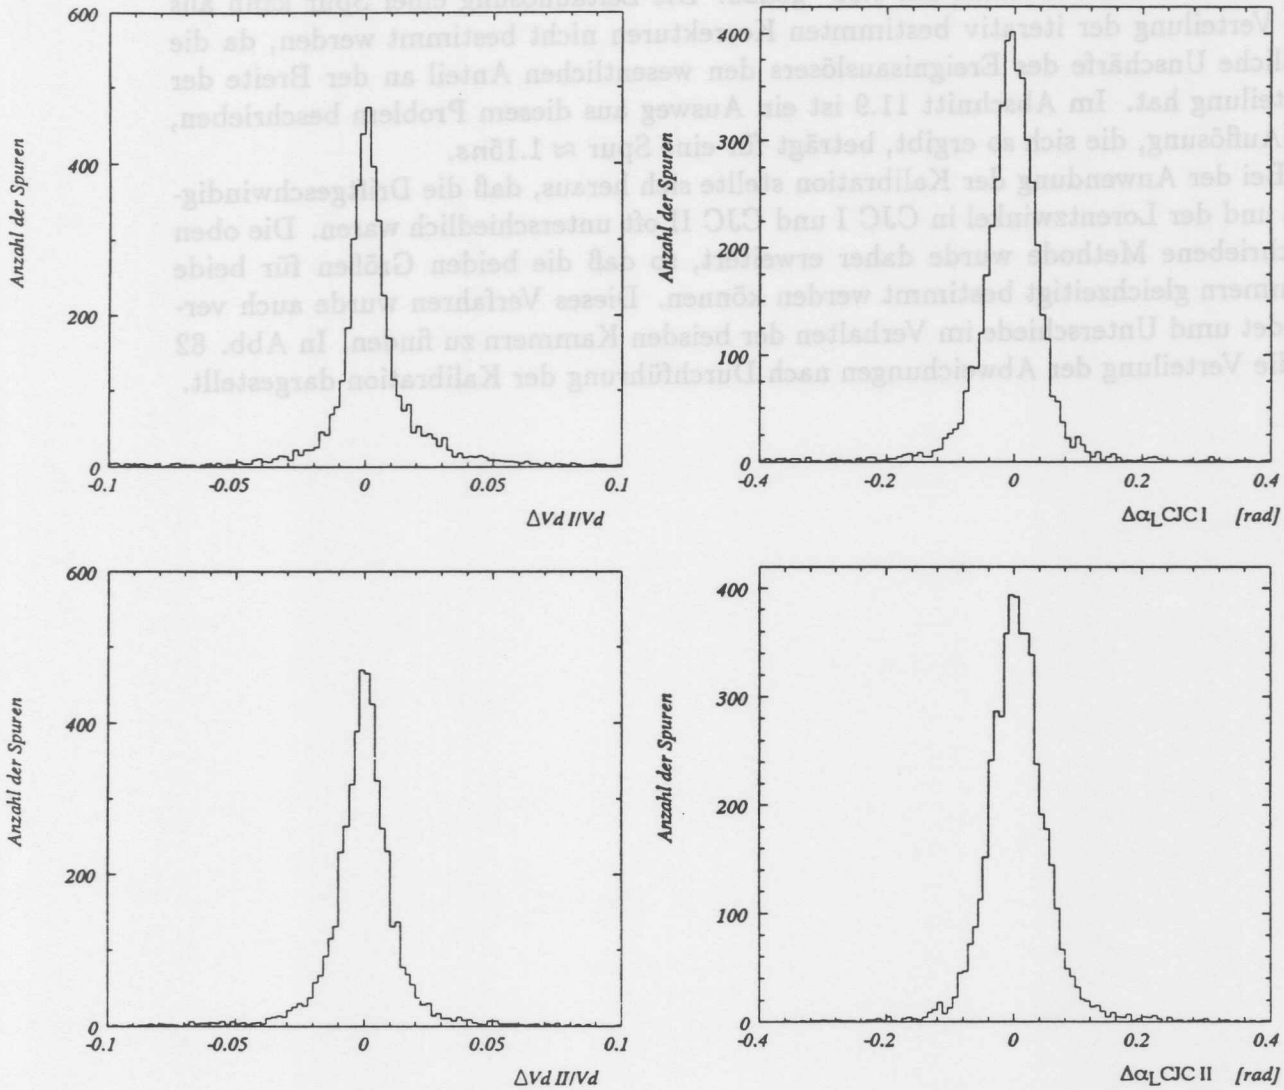 Verteilung der iterativ bestimmten Korrekturen nicht bestimmt werden, da die
liche Unschärfe des Ereignisauslösers den wesentlichen Anteil an der Breite der
teilung hat. Im Abschnitt 11.9 ist ein Ausweg aus diesem Problem beschrieben,
Auflösung, die sich so ergibt, beträgt für eine Spur ≈ 1.15ns.
Bei der Anwendung der Kalibration stellte sich heraus, daß die Driftgeschwindig-
und der Lorentzwinkel in CJC I und CJC II oft unterschiedlich waren. Die oben
chriebene Methode wurde daher erweitert, so daß die beiden Größen für beide
mmern gleichzeitigt bestimmt werden können. Dieses Verfahren wurde auch ver-
det umd Unterschiede im Verhalten der beisden Kammern zu finden. In Abb. 82
die Verteilung der Abweichungen nach Durchführung der Kalibration dargestellt.
Anzahl der Spuren
600
400
200
0
-0.1 -0.05 0 0.05 0.1
ΔVd I/Vd
Anzahl der Spuren
400
300
200
100
0
-0.4 -0.2 0 0.2 0.4
Δα_L CJC I [rad]
Anzahl der Spuren
600
400
200
0
-0.1 -0.05 0 0.05 0.1
ΔVd II/Vd
Anzahl der Spuren
400
300
200
100
0
-0.4 -0.2 0 0.2 0.4
Δα_L CJC II [rad]